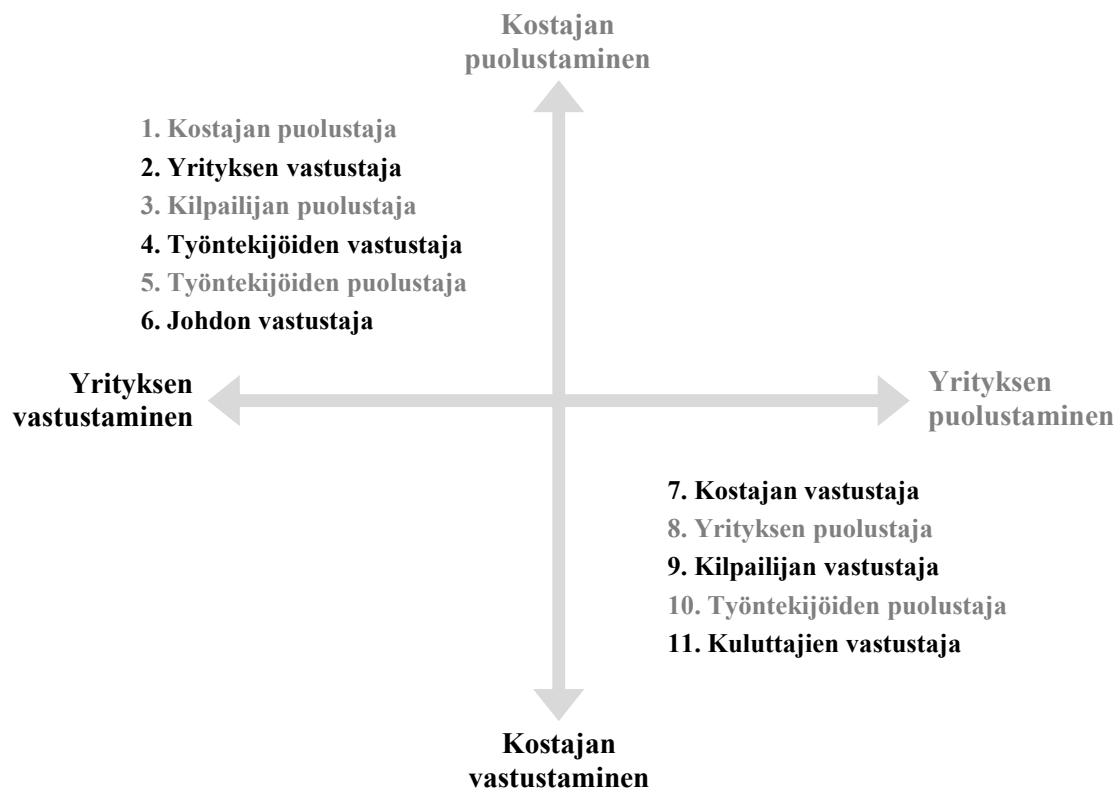 Kostajan
puolustaminen
1. Kostajan puolustaja
2. Yrityksen vastustaja
3. Kilpailijan puolustaja
4. Työntekijöiden vastustaja
5. Työntekijöiden puolustaja
6. Johdon vastustaja
Yrityksen
vastustaminen
Yrityksen
puolustaminen
7. Kostajan vastustaja
8. Yrityksen puolustaja
9. Kilpailijan vastustaja
10. Työntekijöiden puolustaja
11. Kuluttajien vastustaja
Kostajan
vastustaminen